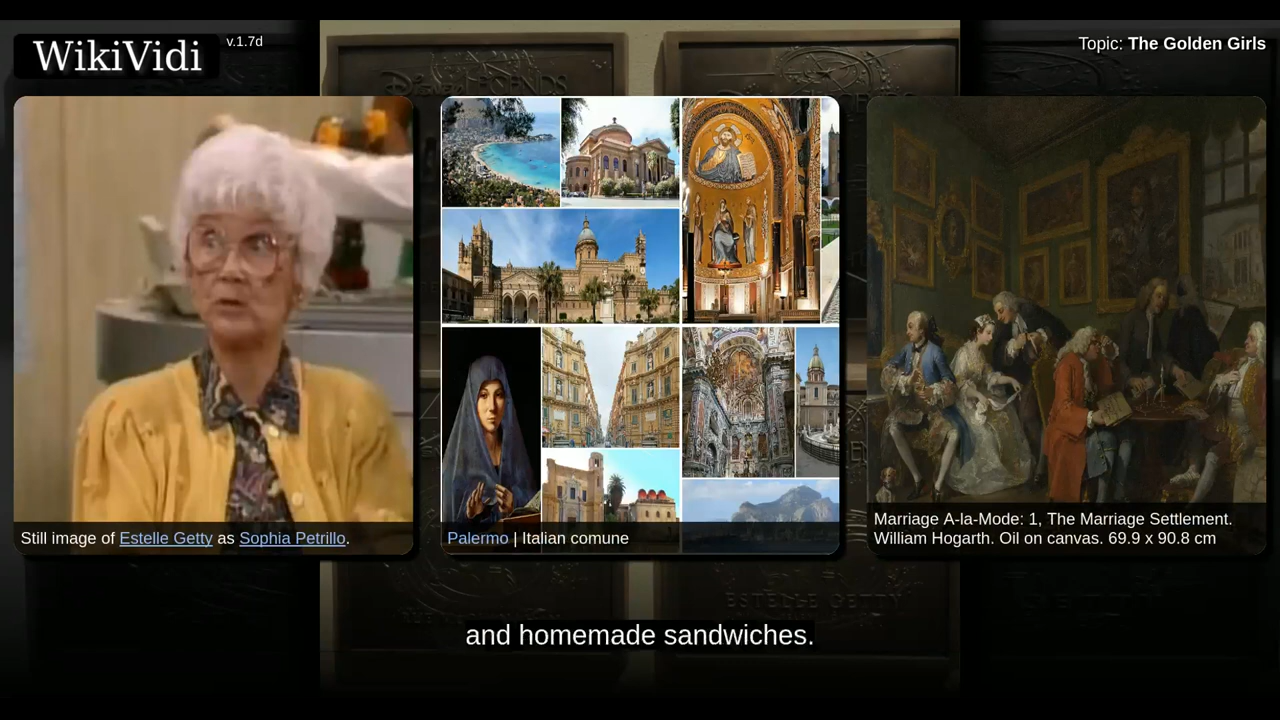 WikiVidi
v.1.7d
Topic: The Golden Girls
Still image of Estelle Getty as Sophia Petrillo.
Palermo | Italian comune
Marriage A-la-Mode: 1, The Marriage Settlement.
William Hogarth. Oil on canvas. 69.9 x 90.8 cm
ESTELLE GETTY
and homemade sandwiches.